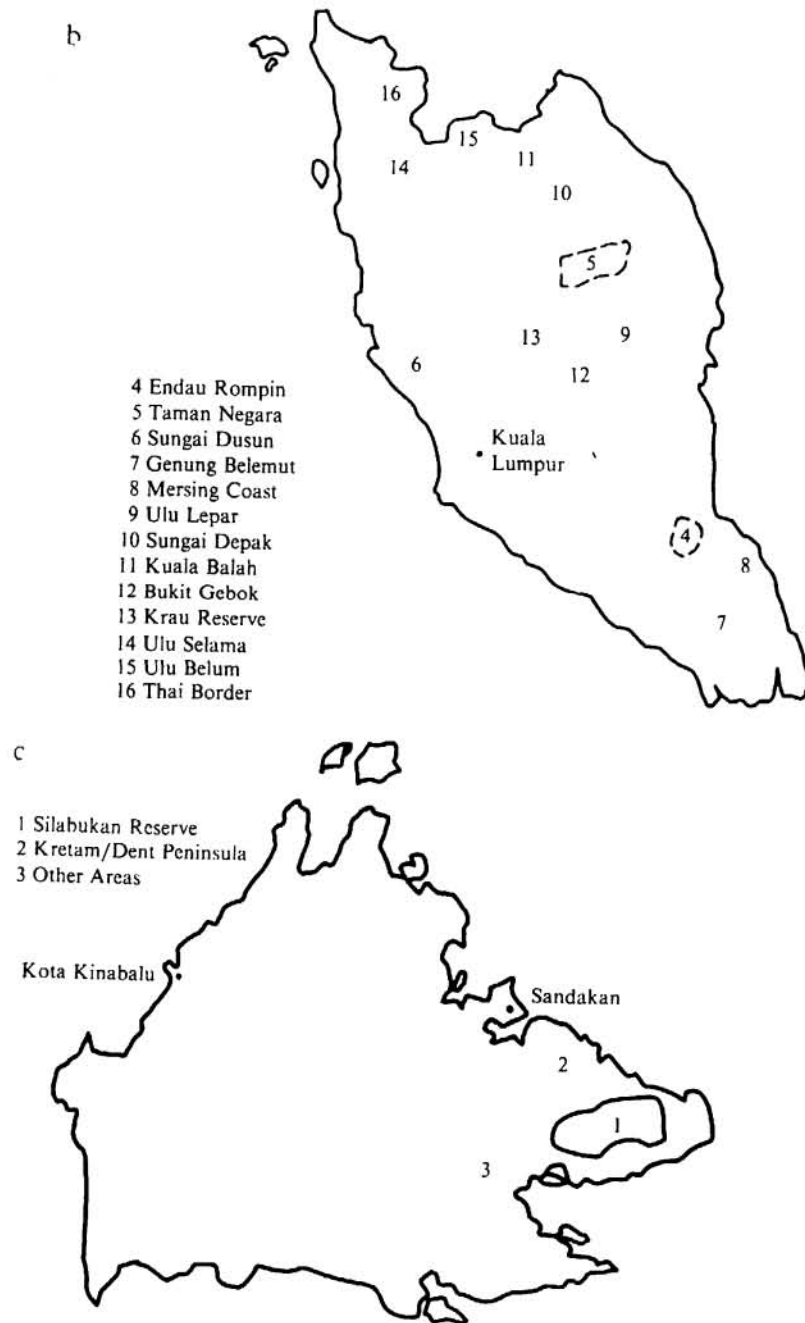 b
16
15
11
14
10
5
13
9
6
12
4 Endau Rompin
5 Taman Negara
6 Sungai Dusun
7 Genung Belemut
8 Mersing Coast
9 Ulu Lepar
10 Sungai Depak
11 Kuala Balah
12 Bukit Gebok
13 Krau Reserve
14 Ulu Selama
15 Ulu Belum
16 Thai Border
Kuala
Lumpur
4
8
7
c
1 Silabukan Reserve
2 Kretam/Dent Peninsula
3 Other Areas
Kota Kinabalu
Sandakan
2
1
3